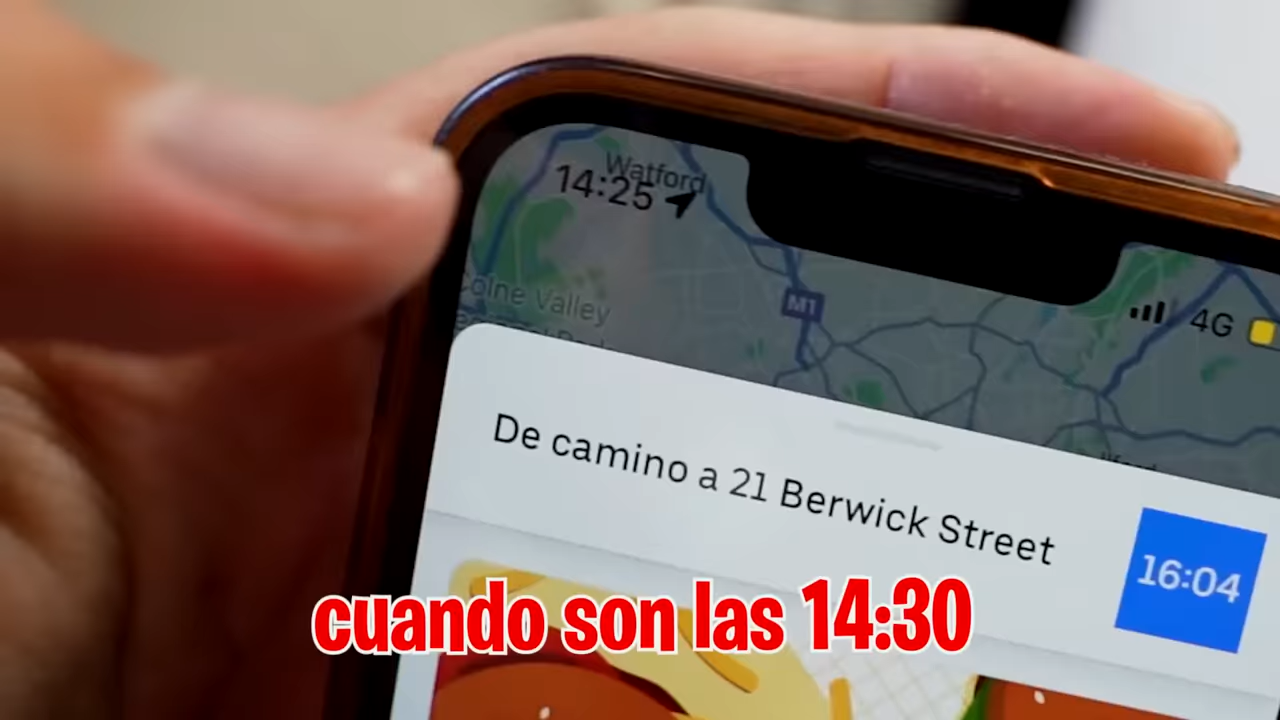 Watford
14:25
Colne Valley
M1
4G
De camino a 21 Berwick Street
16:04
cuando son las 14:30